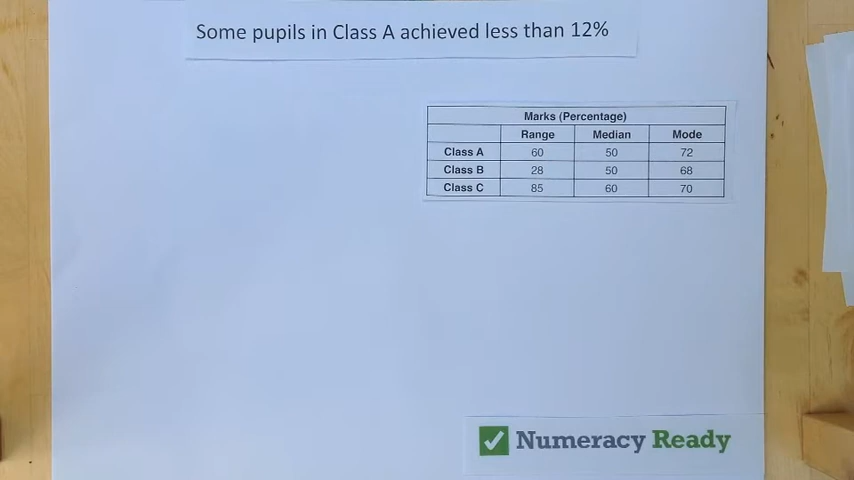 Some pupils in Class A achieved less than 12%
Marks (Percentage)
Range Median Mode
Class A 60 50 72
Class B 28 50 68
Class C 85 60 70
Numeracy Ready